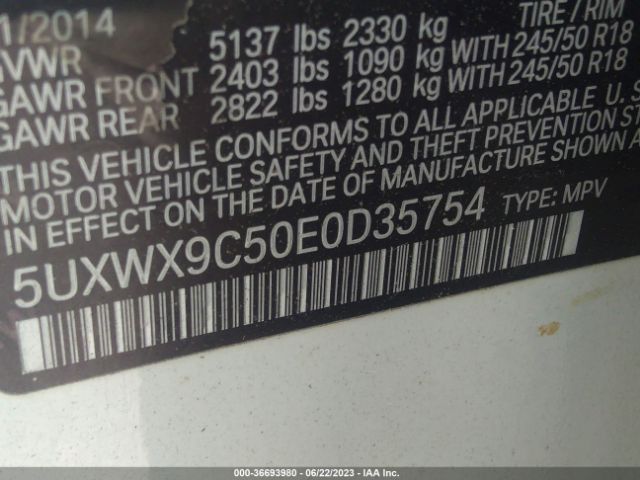 1/2014
TIRE / RIM
GVWR 5137 lbs 2330 kg
GAWR FRONT 2403 lbs 1090 kg WITH 245/50 R18
GAWR REAR 2822 lbs 1280 kg WITH 245/50 R18
THIS VEHICLE CONFORMS TO ALL APPLICABLE U. S
MOTOR VEHICLE SAFETY AND THEFT PREVENTION ST
IN EFFECT ON THE DATE OF MANUFACTURE SHOWN A
5UXWX9C50E0D35754 TYPE: MPV
000-36693980 - 06/22/2023 - IAA Inc.